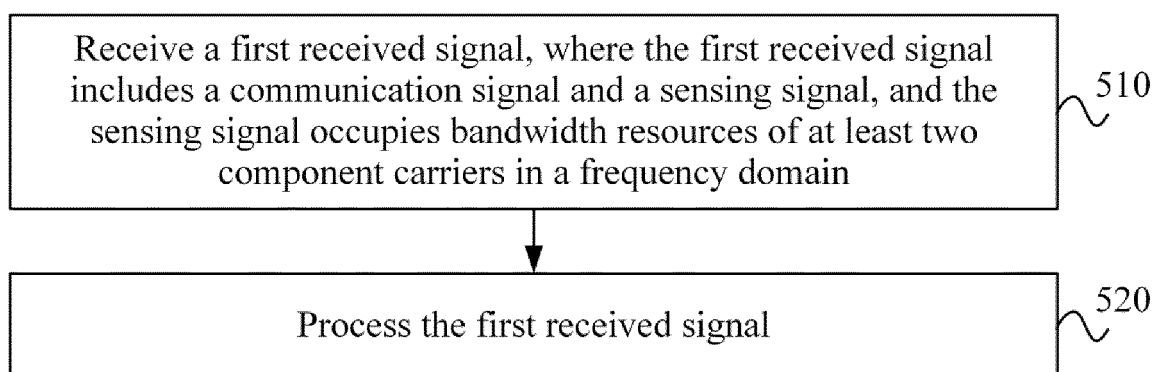 Receive a first received signal, where the first received signal
includes a communication signal and a sensing signal, and the
sensing signal occupies bandwidth resources of at least two
component carriers in a frequency domain
510
Process the first received signal
520